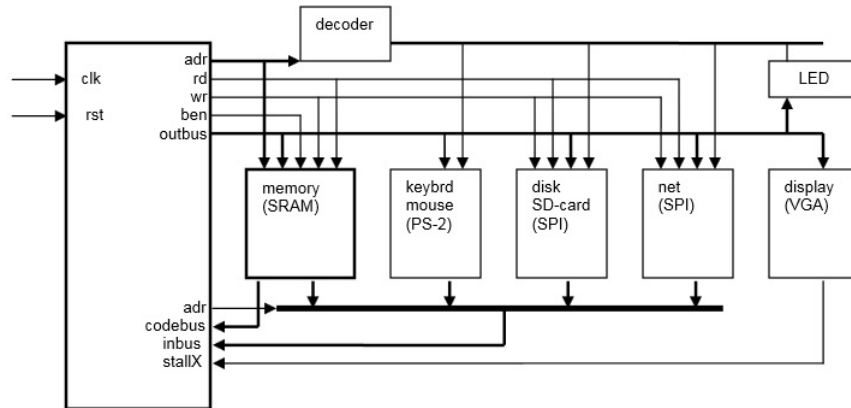 decoder
adr
clk
rd
LED
wr
rst
ben
outbus
memory
(SRAM)
keybrd
mouse
(PS-2)
disk
SD-card
(SPI)
net
(SPI)
display
(VGA)
adr
codebus
inbus
stallX